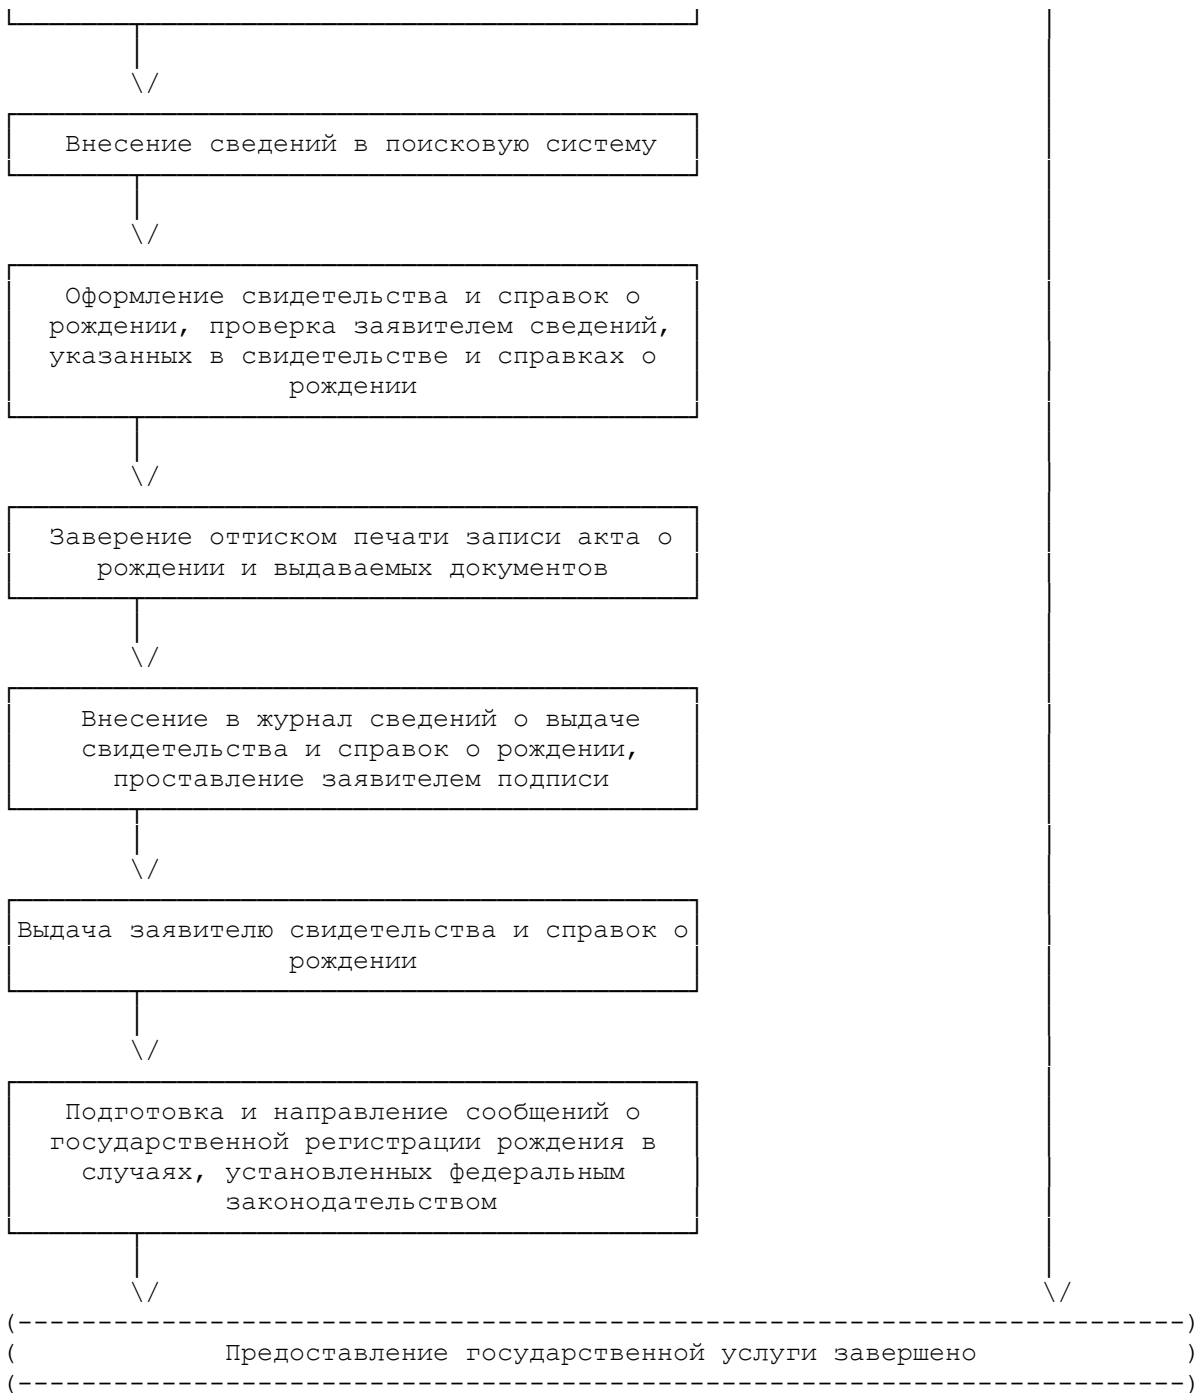 Внесение сведений в поисковую систему
Оформление свидетельства и справок о
рождении, проверка заявителем сведений,
указанных в свидетельстве и справках о
рождении
Заверение оттиском печати записи акта о
рождении и выдаваемых документов
Внесение в журнал сведений о выдаче
свидетельства и справок о рождении,
проставление заявителем подписи
Выдача заявителю свидетельства и справок о
рождении
Подготовка и направление сообщений о
государственной регистрации рождения в
случаях, установленных федеральным
законодательством
Предоставление государственной услуги завершено